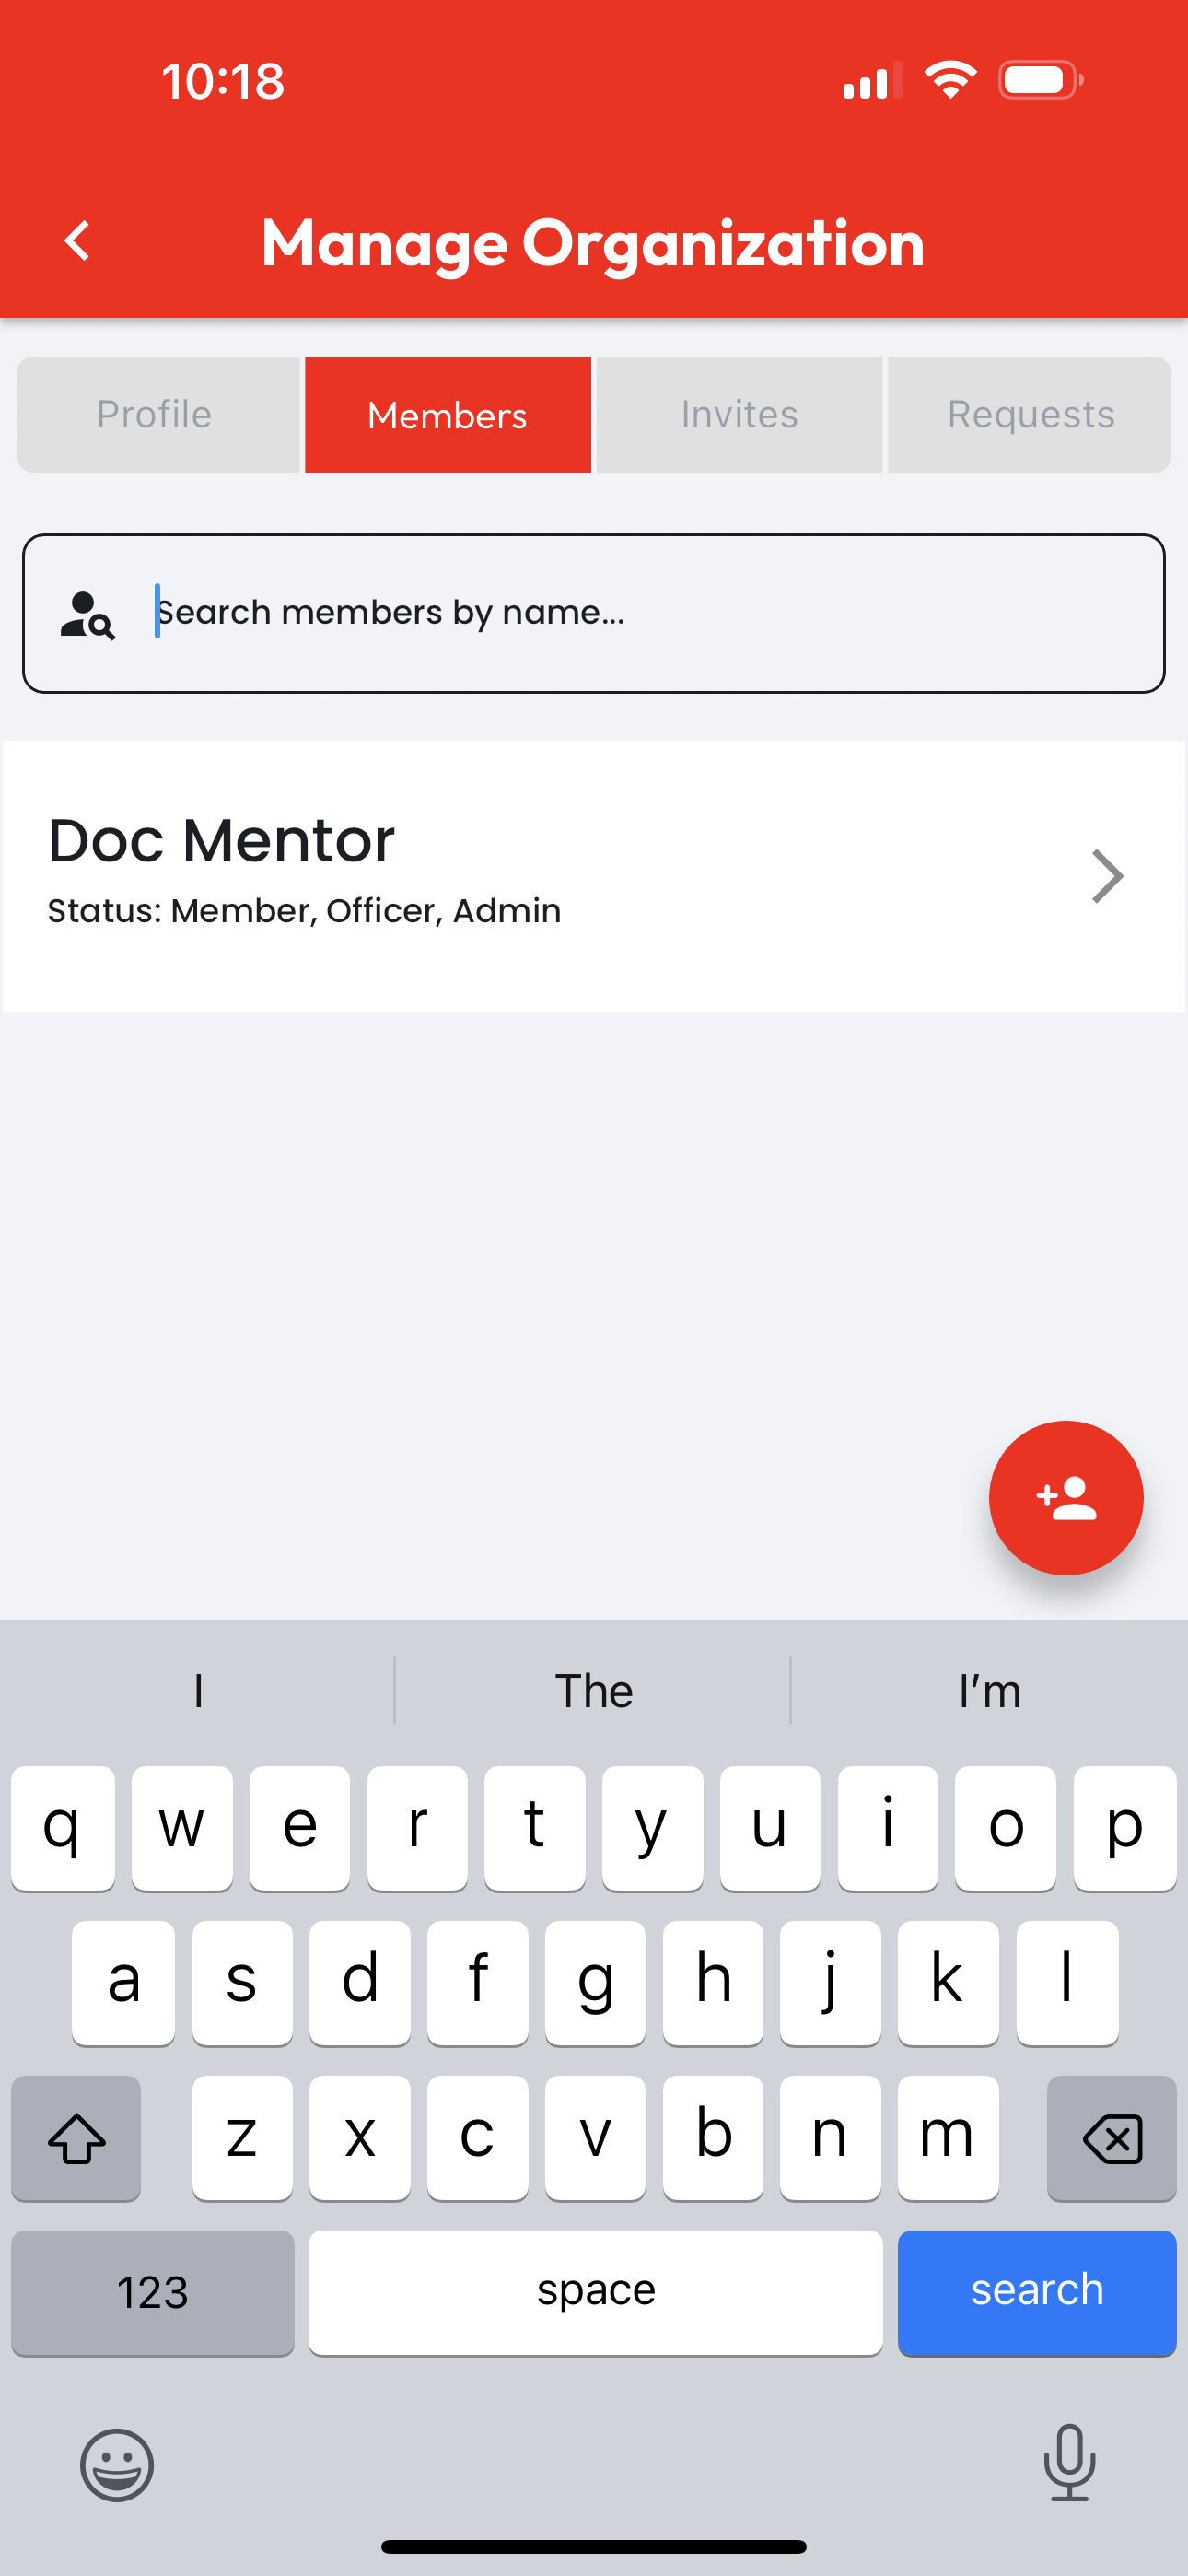 10:18
Manage Organization
Profile Members Invites Requests
Search members by name...
Doc Mentor
Status: Member, Officer, Admin
I The I'm
q w e r t y u i o p
a s d f g h j k l
z x c v b n m
123 space search